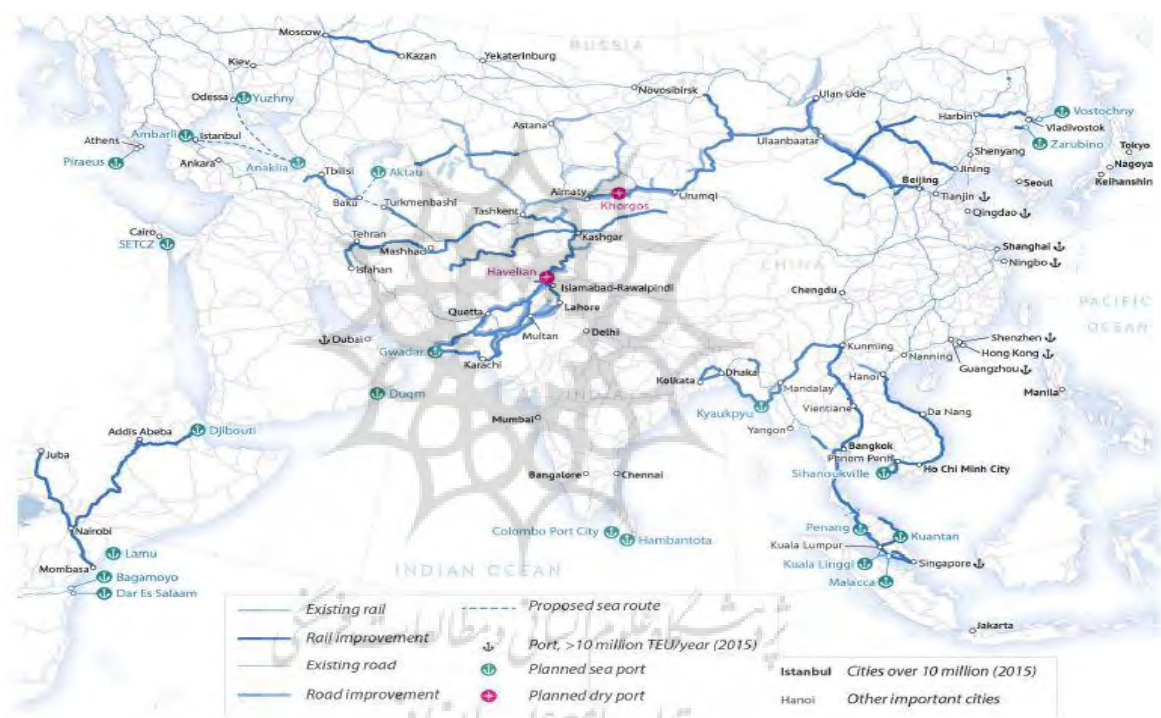 Moscow
RUSSIA
Kazan
Yekaterinburg
Kiev
Novosibirsk
Ulan-Ude
Odessa
Yuzhny
Astana
Harbin
Vostochny
Vladivostok
Ambarli
Istanbul
Ulaanbaatar
Zarubino
Athens
Shenyang
Tokyo
Piraeus
Ankara
Anaklia
Tbilisi
Aktau
Jining
Nagoya
Almaty
Urumqi
Beijing
Seoul
Keihanshin
Baku
Turkmenbashi
Khorgos
Tianjin
Tashkent
Qingdao
Cairo
Tehran
Kashgar
SETCZ
Mashhad
Shanghai
Isfahan
Havelian
CHINA
Ningbo
Islamabad-Rawalpindi
Chengdu
Lahore
PACIFIC
OCEAN
Quetta
Multan
Delhi
Dubai
Shenzhen
Gwadar
Kunming
Hong Kong
Karachi
Nanning
Guangzhou
Dhaka
Hanoi
Kolkata
Mandalay
Manila
Duqm
INDIA
Kyaukpyu
Vientiane
Mumbai
Da Nang
Addis Abeba
Djibouti
Yangon
Bangkok
Juba
Phnom Penh
Ho Chi Minh City
Bangalore
Chennai
Sihanoukville
Nairobi
Colombo Port City
Penang
Kuantan
Hambantota
Lamu
Kuala Lumpur
Mombasa
INDIAN OCEAN
Kuala Linggi
Singapore
Bagamoyo
Malacca
Dar Es Salaam
Existing rail
Proposed sea route
پژوهشگاه علوم انسانی و مطالعات فرهنگی
Rail improvement
Port, >10 million TEU/year (2015)
Jakarta
Existing road
Planned sea port
Istanbul Cities over 10 million (2015)
Road improvement
Planned dry port
Hanoi Other important cities